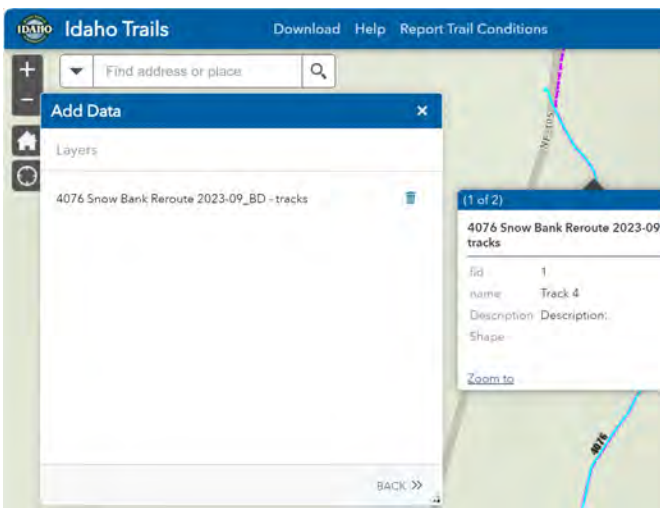 IDAHO
Idaho Trails
Download Help Report Trail Conditions
+
Find address or place
−
Add Data ×
Layers
4076 Snow Bank Reroute 2023-09_BD - tracks
(1 of 2)
4076 Snow Bank Reroute 2023-09
tracks
fid 1
name Track 4
Description Description:
Shape
Zoom to
BACK >>
NF-105
4076